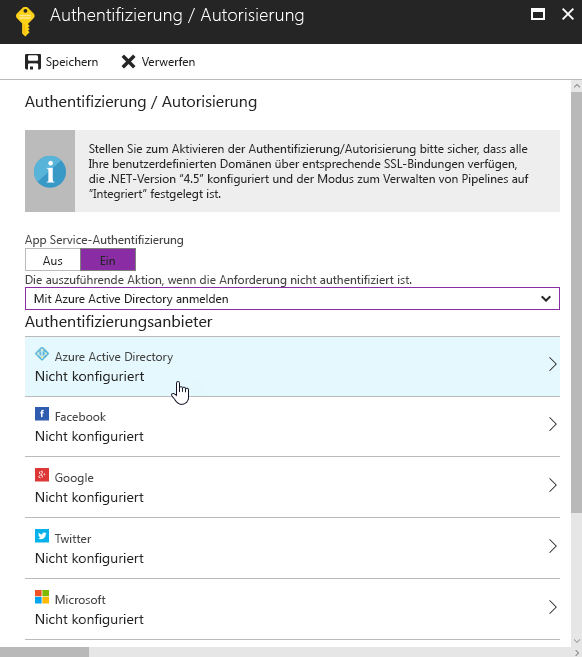 Authentifizierung / Autorisierung
Speichern
Verwerfen
Authentifizierung / Autorisierung
Stellen Sie zum Aktivieren der Authentifizierung/Autorisierung bitte sicher, dass alle
Ihre benutzerdefinierten Domänen über entsprechende SSL-Bindungen verfügen,
die .NET-Version "4.5" konfiguriert und der Modus zum Verwalten von Pipelines auf
"Integriert" festgelegt ist.
App Service-Authentifizierung
Aus
Ein
Die auszuführende Aktion, wenn die Anforderung nicht authentifiziert ist.
Mit Azure Active Directory anmelden
Authentifizierungsanbieter
Azure Active Directory
Nicht konfiguriert
Facebook
Nicht konfiguriert
Google
Nicht konfiguriert
Twitter
Nicht konfiguriert
Microsoft
Nicht konfiguriert